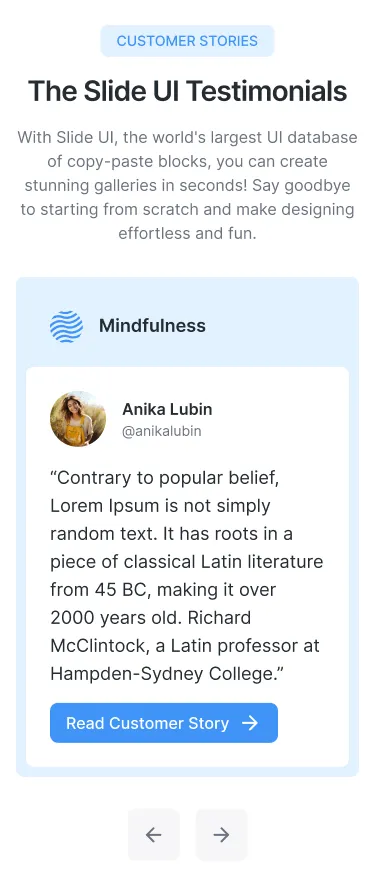 CUSTOMER STORIES
The Slide UI Testimonials
With Slide UI, the world's largest UI database
of copy-paste blocks, you can create
stunning galleries in seconds! Say goodbye
to starting from scratch and make designing
effortless and fun.
Mindfulness
Anika Lubin
@anikalubin
“Contrary to popular belief,
Lorem Ipsum is not simply
random text. It has roots in a
piece of classical Latin literature
from 45 BC, making it over
2000 years old. Richard
McClintock, a Latin professor at
Hampden-Sydney College.”
Read Customer Story